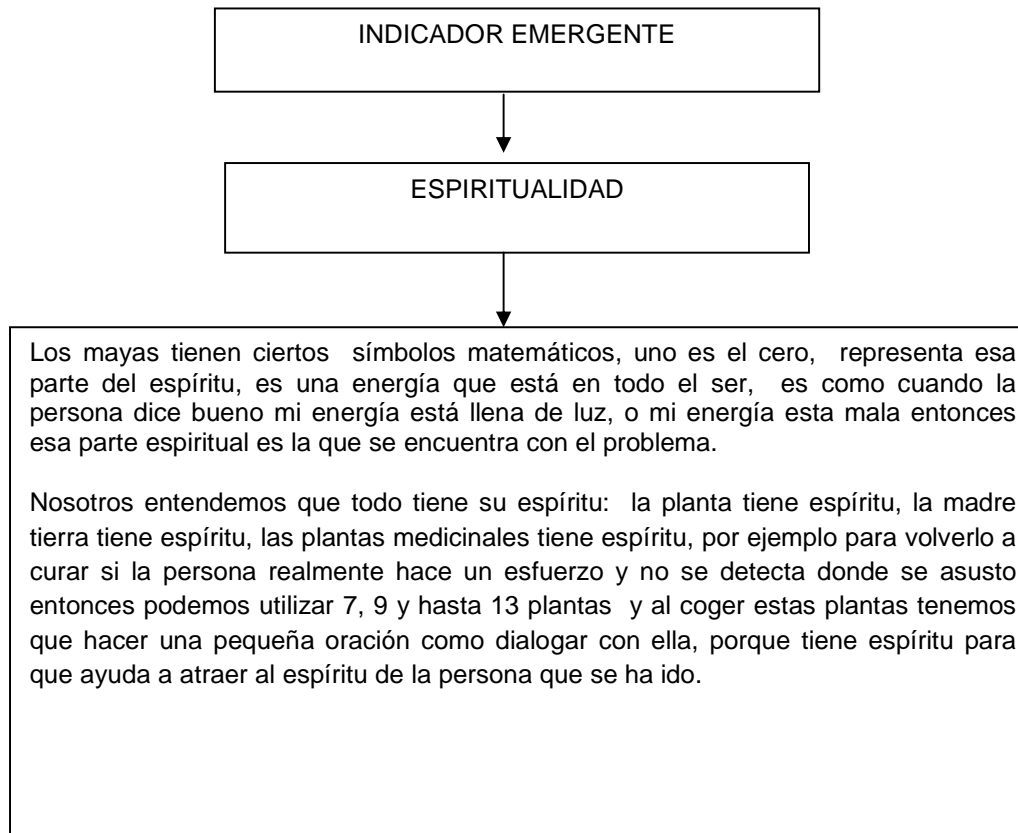 INDICADOR EMERGENTE
ESPIRITUALIDAD
Los mayas tienen ciertos símbolos matemáticos, uno es el cero, representa esa
parte del espíritu, es una energía que está en todo el ser, es como cuando la
persona dice bueno mi energía está llena de luz, o mi energía esta mala entonces
esa parte espiritual es la que se encuentra con el problema.
Nosotros entendemos que todo tiene su espíritu: la planta tiene espíritu, la madre
tierra tiene espíritu, las plantas medicinales tiene espíritu, por ejemplo para volverlo a
curar si la persona realmente hace un esfuerzo y no se detecta donde se asusto
entonces podemos utilizar 7, 9 y hasta 13 plantas y al coger estas plantas tenemos
que hacer una pequeña oración como dialogar con ella, porque tiene espíritu para
que ayuda a atraer al espíritu de la persona que se ha ido.